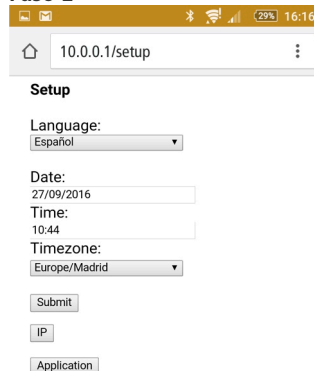 29% 16:16
10.0.0.1/setup
Setup
Language:
Español
Date:
27/09/2016
Time:
10:44
Timezone:
Europe/Madrid
Submit
IP
Application